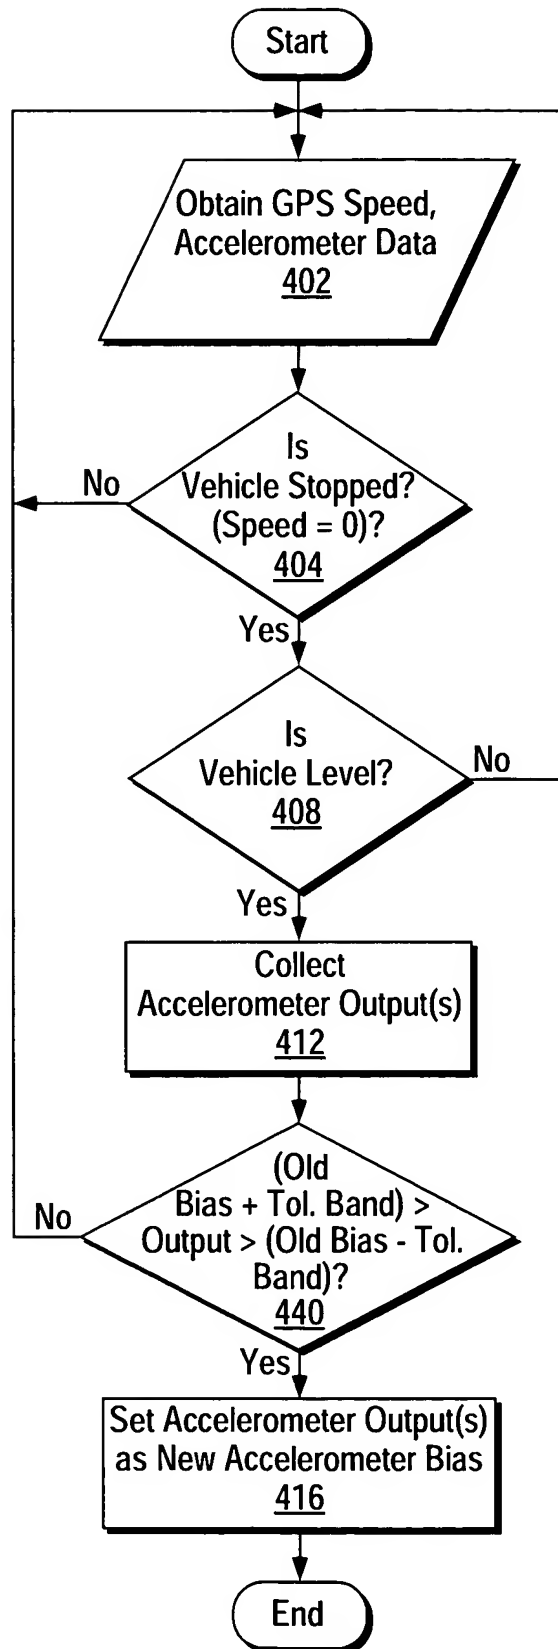 Start
Obtain GPS Speed,
Accelerometer Data
402
Is
Vehicle Stopped?
(Speed = 0)?
404
No
Yes
Is
Vehicle Level?
408
No
Yes
Collect
Accelerometer Output(s)
412
(Old
Bias + Tol. Band) >
Output > (Old Bias - Tol.
Band)?
440
No
Yes
Set Accelerometer Output(s)
as New Accelerometer Bias
416
End